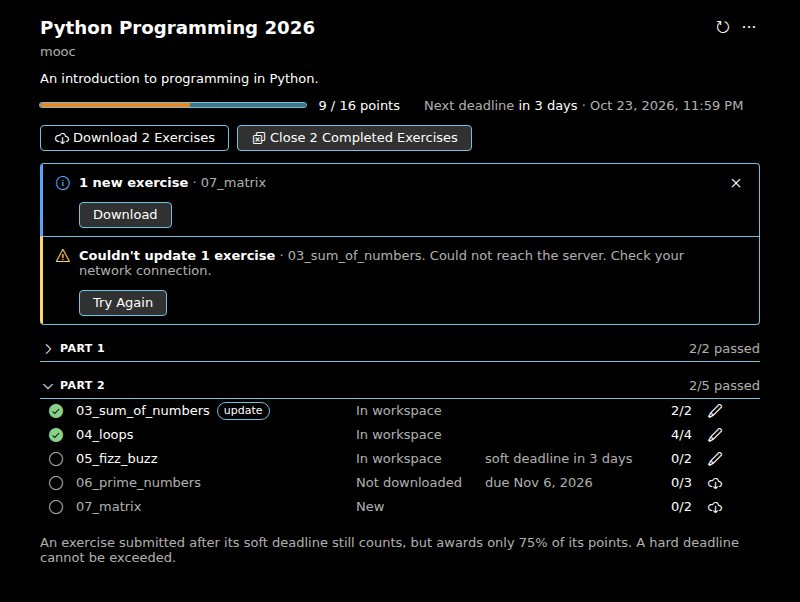 Python Programming 2026
mooc
An introduction to programming in Python.
9 / 16 points Next deadline in 3 days · Oct 23, 2026, 11:59 PM
Download 2 Exercises Close 2 Completed Exercises
1 new exercise · 07_matrix
Download
Couldn't update 1 exercise · 03_sum_of_numbers. Could not reach the server. Check your
network connection.
Try Again
PART 1 2/2 passed
PART 2 2/5 passed
03_sum_of_numbers update In workspace 2/2
04_loops In workspace 4/4
05_fizz_buzz In workspace soft deadline in 3 days 0/2
06_prime_numbers Not downloaded due Nov 6, 2026 0/3
07_matrix New 0/2
An exercise submitted after its soft deadline still counts, but awards only 75% of its points. A hard deadline
cannot be exceeded.